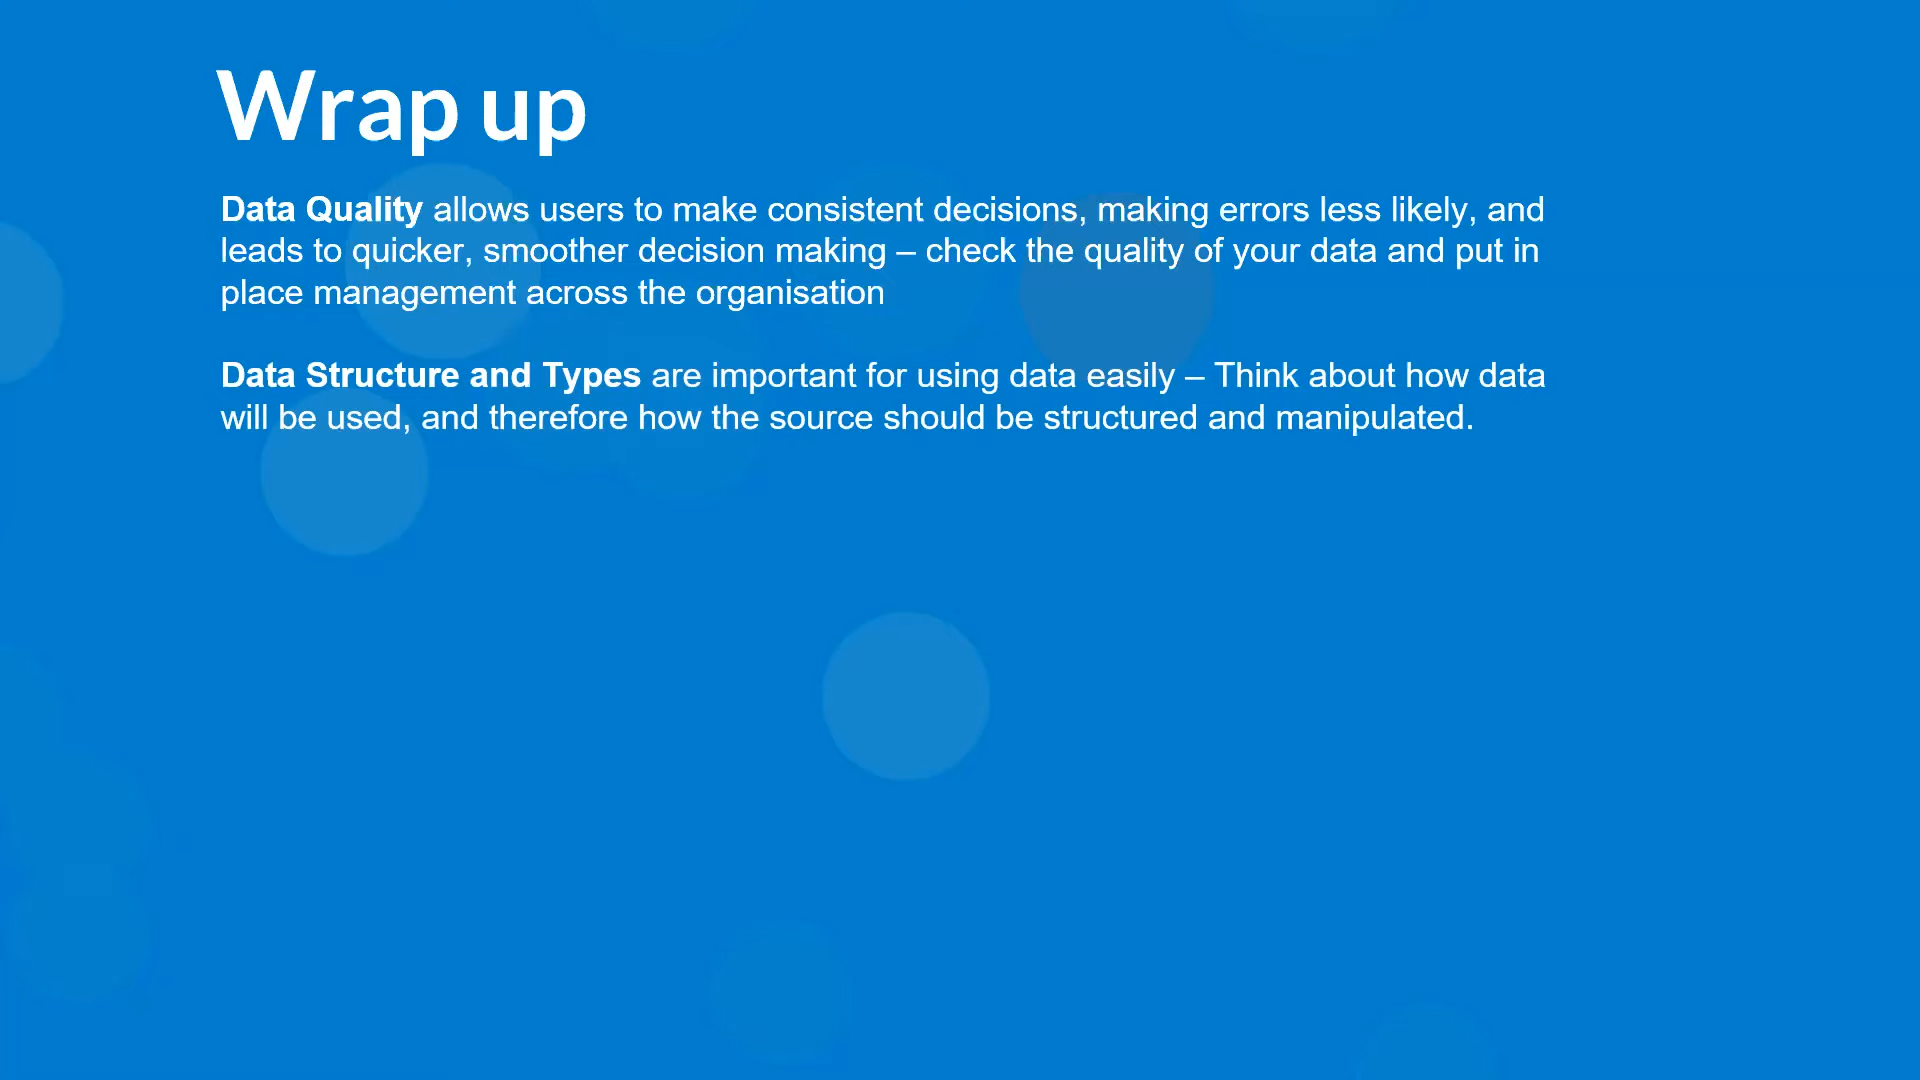 Wrap up
Data Quality allows users to make consistent decisions, making errors less likely, and
leads to quicker, smoother decision making – check the quality of your data and put in
place management across the organisation
Data Structure and Types are important for using data easily – Think about how data
will be used, and therefore how the source should be structured and manipulated.